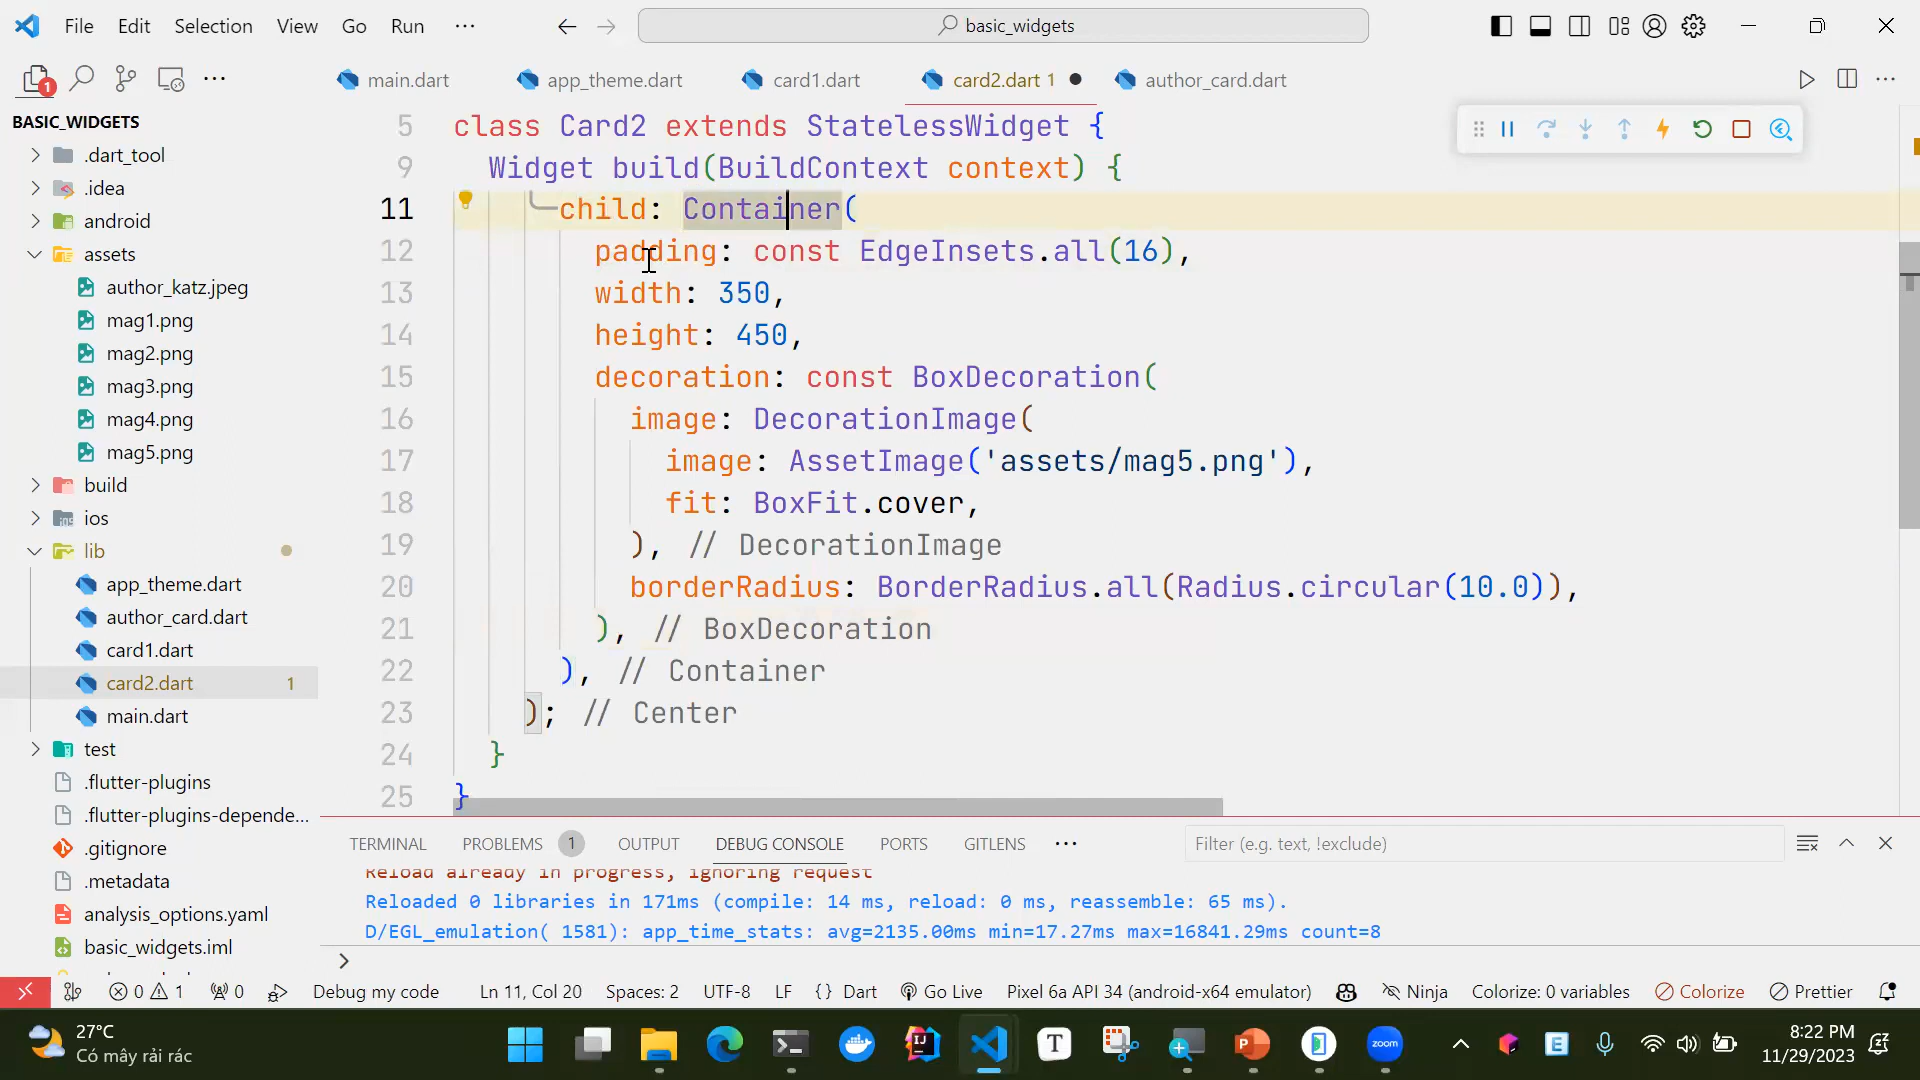 File Edit Selection View Go Run ···
basic_widgets
1
···
main.dart
app_theme.dart
card1.dart
card2.dart 1
author_card.dart
···
BASIC_WIDGETS
.dart_tool
.idea
android
assets
author_katz.jpeg
mag1.png
mag2.png
mag3.png
mag4.png
mag5.png
build
ios
lib
app_theme.dart
author_card.dart
card1.dart
card2.dart 1
main.dart
test
.flutter-plugins
.flutter-plugins-depende...
.gitignore
.metadata
analysis_options.yaml
basic_widgets.iml
5 class Card2 extends StatelessWidget {
9 Widget build(BuildContext context) {
11 child: Container(
12 padding: const EdgeInsets.all(16),
13 width: 350,
14 height: 450,
15 decoration: const BoxDecoration(
16 image: DecorationImage(
17 image: AssetImage('assets/mag5.png'),
18 fit: BoxFit.cover,
19 ), // DecorationImage
20 borderRadius: BorderRadius.all(Radius.circular(10.0)),
21 ), // BoxDecoration
22 ), // Container
23 ); // Center
24 }
25 }
TERMINAL PROBLEMS 1 OUTPUT DEBUG CONSOLE PORTS GITLENS ···
Filter (e.g. text, !exclude)
Reload already in progress, ignoring request
Reloaded 0 libraries in 171ms (compile: 14 ms, reload: 0 ms, reassemble: 65 ms).
D/EGL_emulation( 1581): app_time_stats: avg=2135.00ms min=17.27ms max=16841.29ms count=8
>
0 1 0 Debug my code Ln 11, Col 20 Spaces: 2 UTF-8 LF {} Dart Go Live Pixel 6a API 34 (android-x64 emulator) Ninja Colorize: 0 variables Colorize Prettier
27°C
Có mây rải rác
T
zoom
E
8:22 PM
11/29/2023